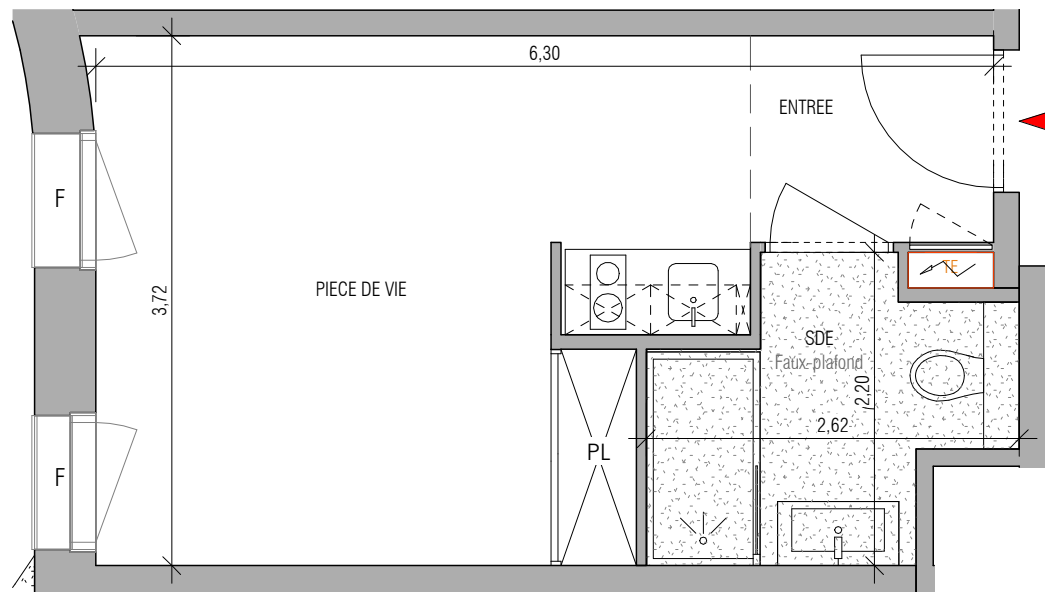 6,30
ENTREE
F
3,72
PIECE DE VIE
TE
SDE
Faux-plafond
2,20
2,62
PL
F